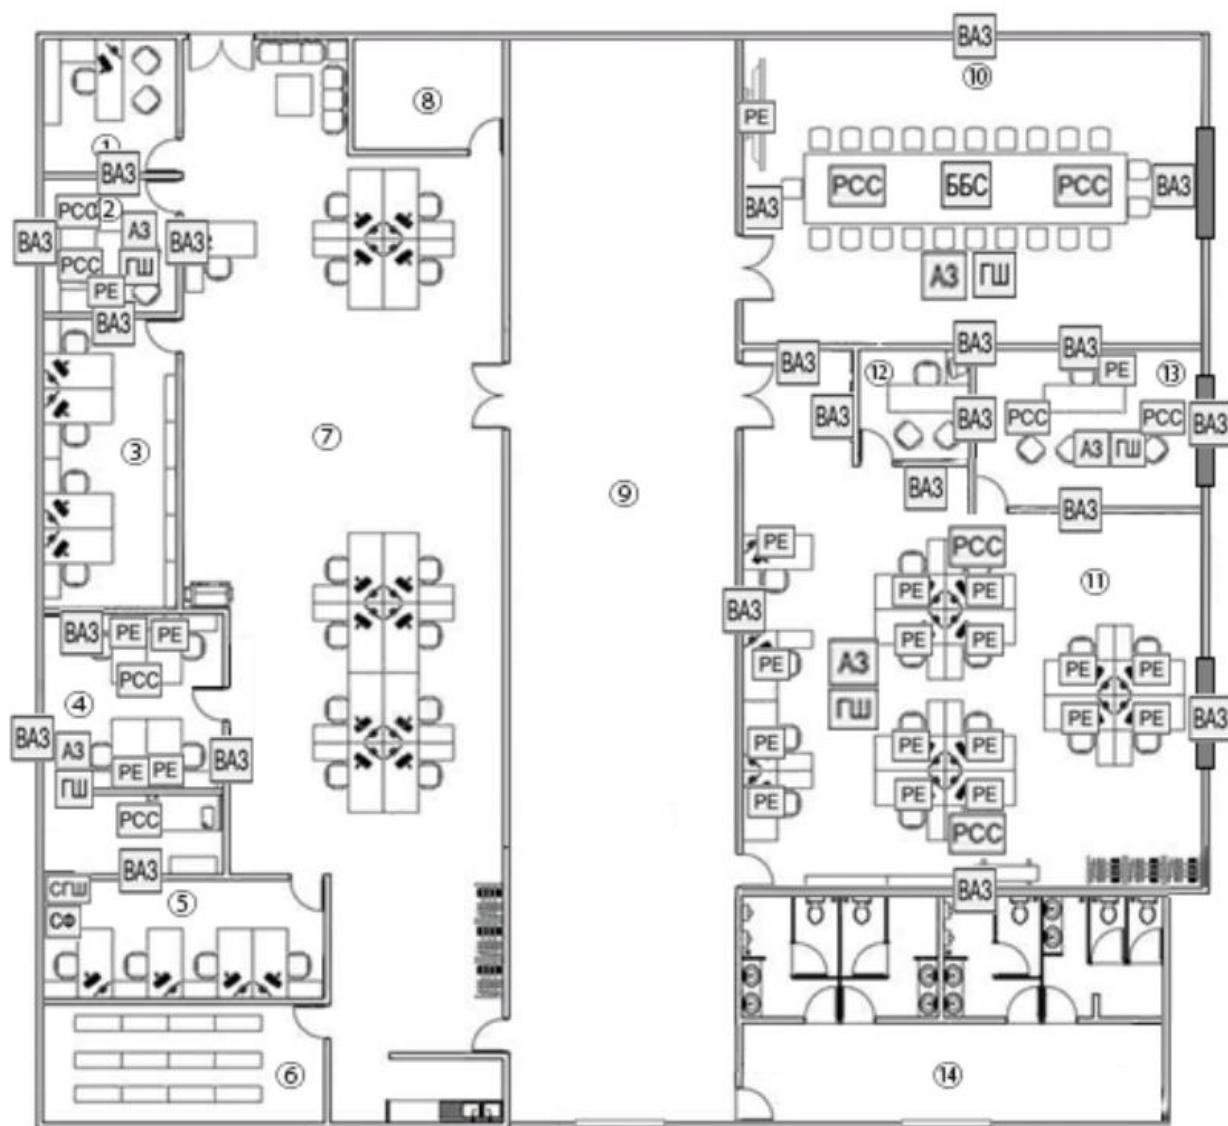 ВАЗ
⑩
①
РЕ
⑧
ВАЗ
РСС ББС РСС ВАЗ
РСС ②
АЗ
ВАЗ
ВАЗ ВАЗ
РСС ГШ
АЗ ГШ
РЕ
ВАЗ
ВАЗ ВАЗ
ВАЗ
⑫ РЕ ⑬
ВАЗ ВАЗ РСС РСС ВАЗ
⑦
③
АЗ ГШ
ВАЗ
⑨
ВАЗ
РЕ РСС
⑪
РЕ РЕ
ВАЗ
ВАЗ РЕ РЕ
РЕ РЕ
АЗ
РЕ РЕ РЕ
РСС
④
ГШ
ВАЗ
РЕ РЕ ВАЗ
РЕ РЕ РЕ
АЗ ВАЗ
РЕ РЕ
ГШ
РЕ РЕ РЕ
РСС
РСС
ВАЗ
СГШ ВАЗ
⑤
СФ
⑥
⑭